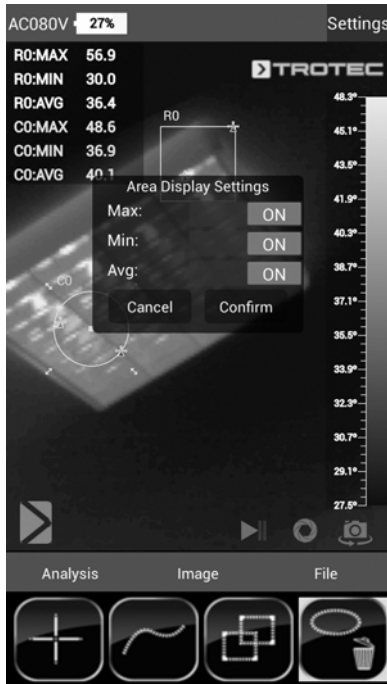 AC080V 27% Settings
R0:MAX 56.9
R0:MIN 30.0
R0:AVG 36.4
C0:MAX 48.6
C0:MIN 36.9
C0:AVG 40.1
TROTEC
R0
48.3°
45.1°
43.5°
41.9°
40.3°
38.7°
37.1°
35.5°
33.9°
32.3°
30.7°
29.1°
27.5°
Area Display Settings
Max: ON
Min: ON
Avg: ON
Cancel Confirm
C0
Analysis Image File